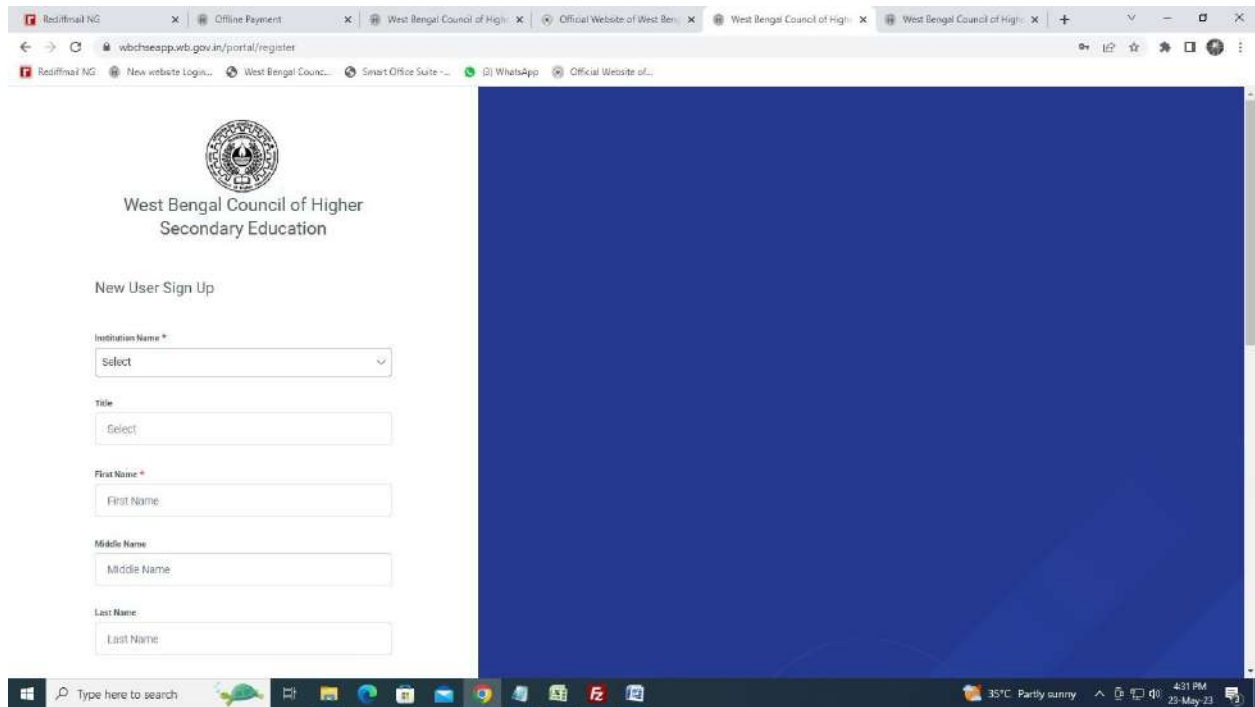 Rediffmail NG
Offline Payment
West Bengal Council of High
Official Website of West Ben
West Bengal Council of High
West Bengal Council of High
wbchseapp.wb.gov.in/portal/register
Rediffmail NG
New website Login...
West Bengal Counc...
Smart Office Suite -...
(3) WhatsApp
Official Website of...
West Bengal Council of Higher
Secondary Education
New User Sign Up
Institution Name *
Select
Title
Select
First Name *
First Name
Middle Name
Middle Name
Last Name
Last Name
Type here to search
35°C Partly sunny
4:31 PM
23-May-23